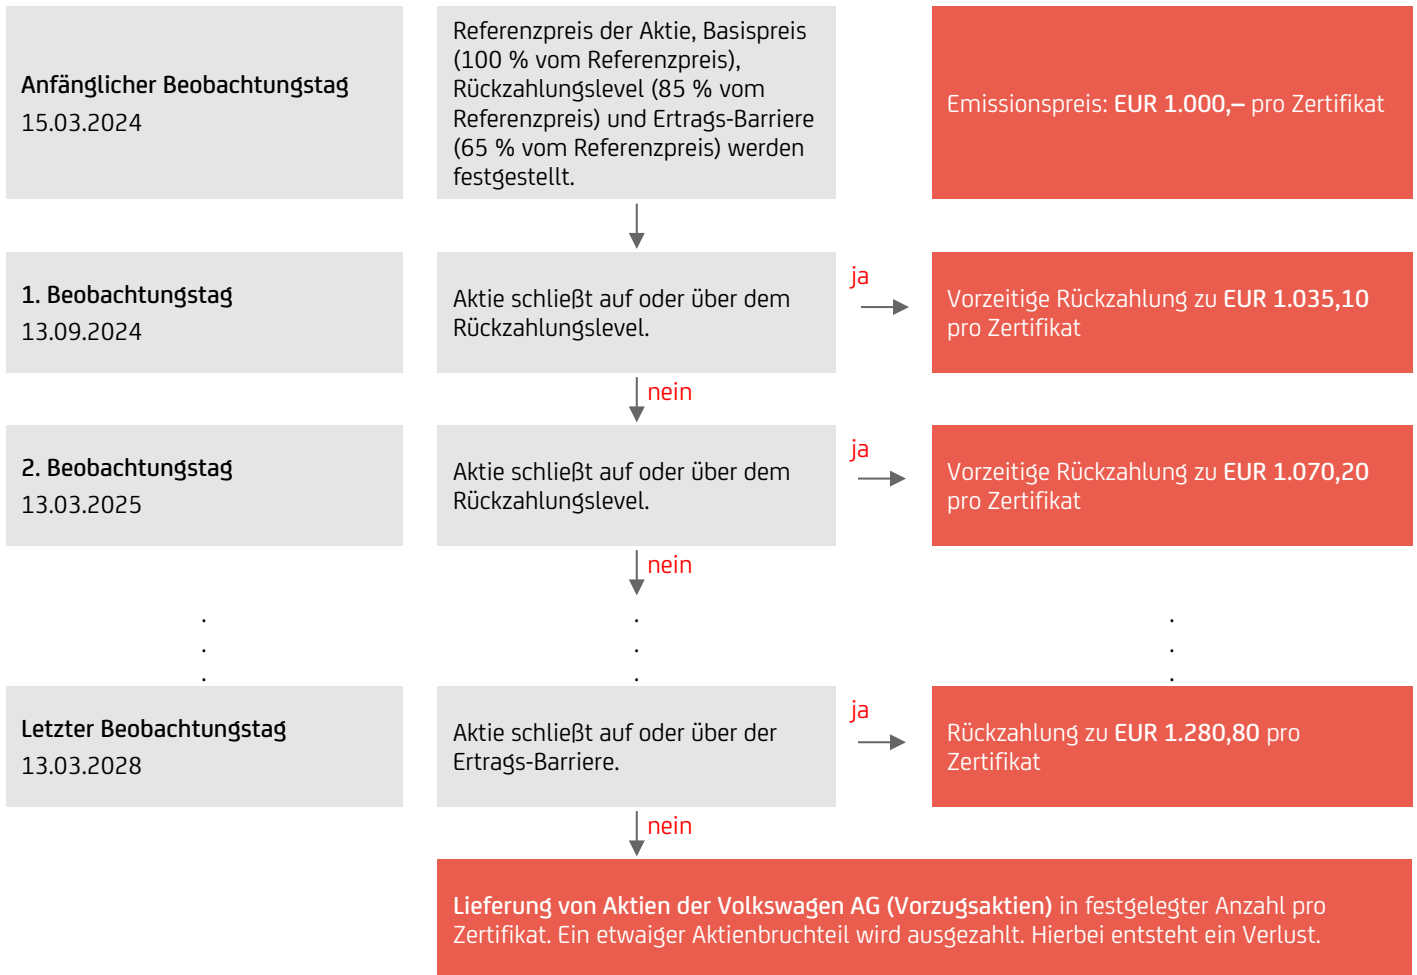 Anfänglicher Beobachtungstag
15.03.2024
Referenzpreis der Aktie, Basispreis
(100 % vom Referenzpreis),
Rückzahlungslevel (85 % vom
Referenzpreis) und Ertrags-Barriere
(65 % vom Referenzpreis) werden
festgestellt.
Emissionspreis: EUR 1.000,– pro Zertifikat
1. Beobachtungstag
13.09.2024
Aktie schließt auf oder über dem
Rückzahlungslevel.
ja
Vorzeitige Rückzahlung zu EUR 1.035,10
pro Zertifikat
nein
2. Beobachtungstag
13.03.2025
Aktie schließt auf oder über dem
Rückzahlungslevel.
ja
Vorzeitige Rückzahlung zu EUR 1.070,20
pro Zertifikat
nein
. . .
. . .
. . .
Letzter Beobachtungstag
13.03.2028
Aktie schließt auf oder über der
Ertrags-Barriere.
ja
Rückzahlung zu EUR 1.280,80 pro
Zertifikat
nein
Lieferung von Aktien der Volkswagen AG (Vorzugsaktien) in festgelegter Anzahl pro
Zertifikat. Ein etwaiger Aktienbruchteil wird ausgezahlt. Hierbei entsteht ein Verlust.